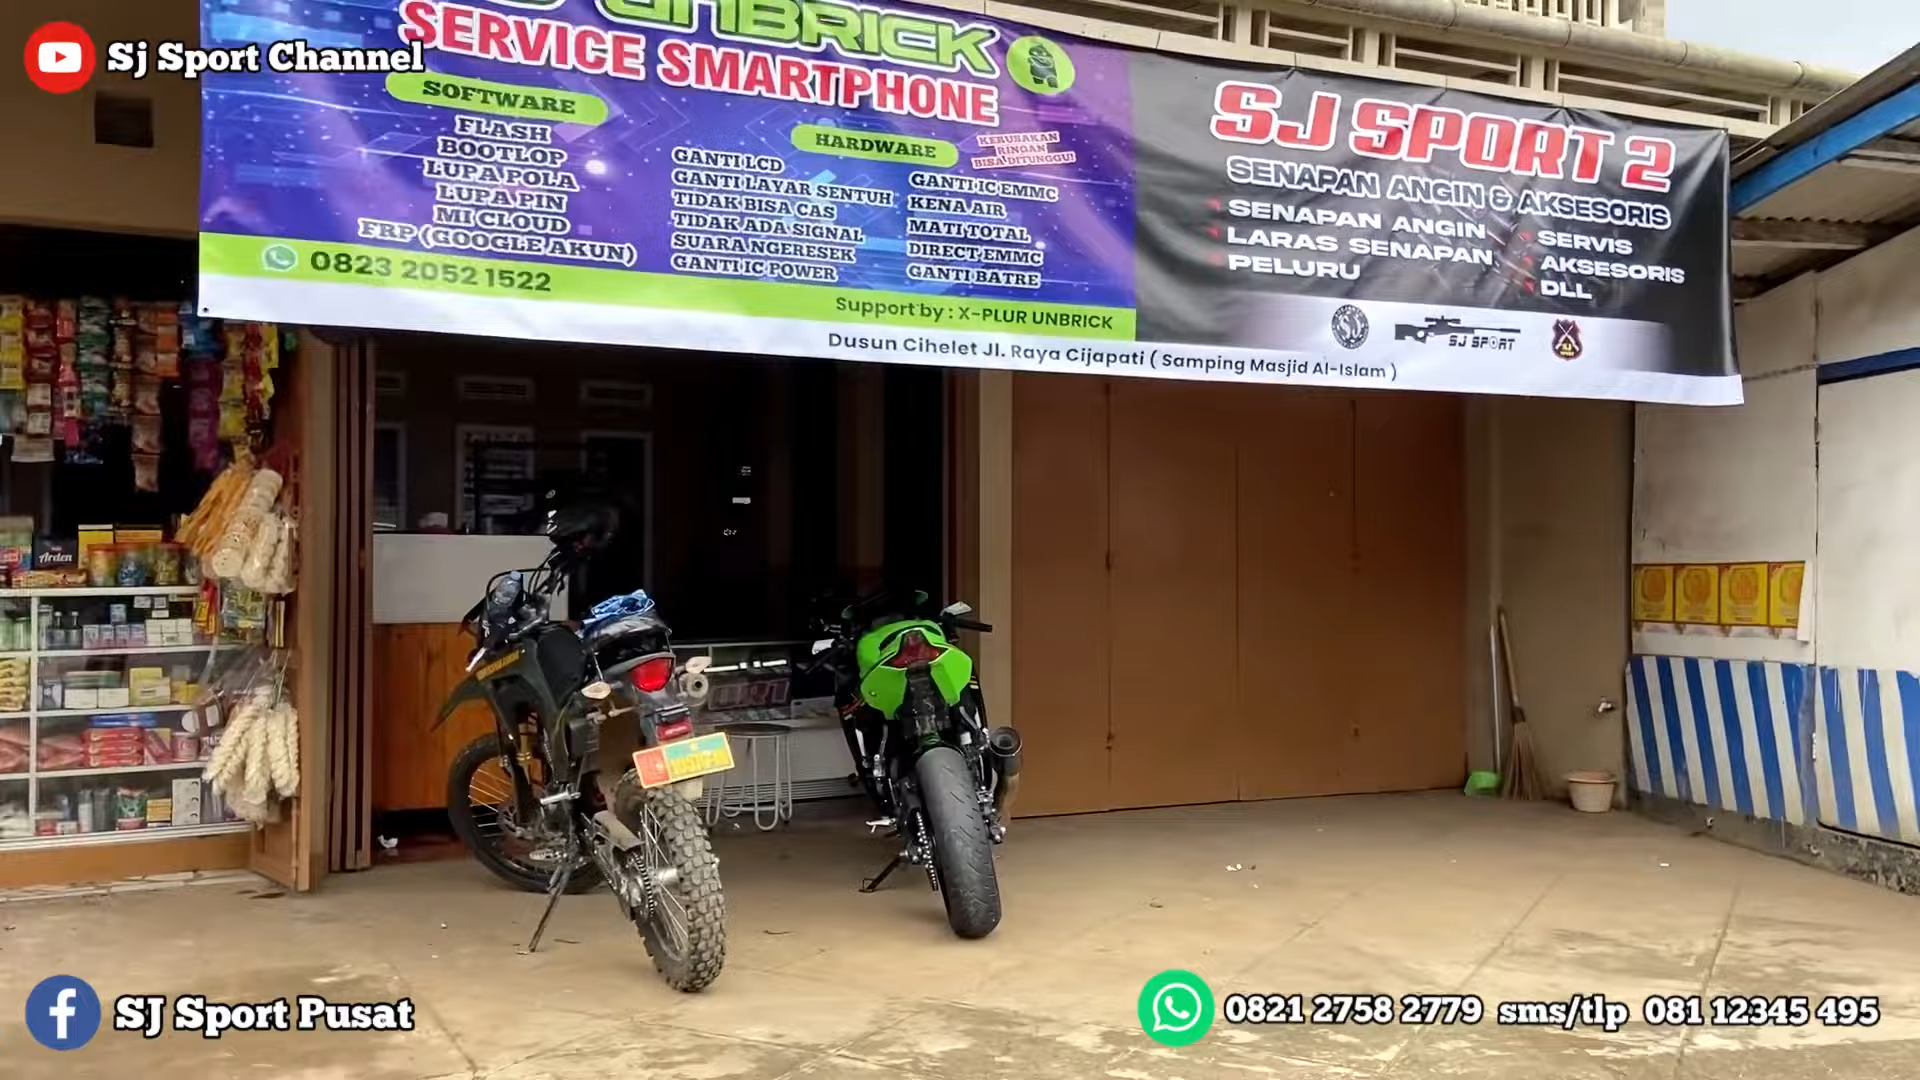 Sj Sport Channel
UNBRICK
SERVICE SMARTPHONE
SOFTWARE
FLASH
BOOTLOP
LUPA POLA
LUPA PIN
MI CLOUD
FRP (GOOGLE AKUN)
HARDWARE
KERUSAKAN
RINGAN
BISA DITUNGGU!
GANTI LCD
GANTI LAYAR SENTUH
TIDAK BISA CAS
TIDAK ADA SIGNAL
SUARA NGERESEK
GANTI IC POWER
GANTI IC EMMC
KENA AIR
MATI TOTAL
DIRECT EMMC
GANTI BATRE
0823 2052 1522
Support by : X-PLUR UNBRICK
SJ SPORT 2
SENAPAN ANGIN & AKSESORIS
SENAPAN ANGIN
LARAS SENAPAN
PELURU
SERVIS
AKSESORIS
DLL
SJ SPORT
Dusun Cihelet Jl. Raya Cijapati ( Samping Masjid Al-Islam )
Arden
SJ Sport Pusat
0821 2758 2779 sms/tlp 081 12345 495